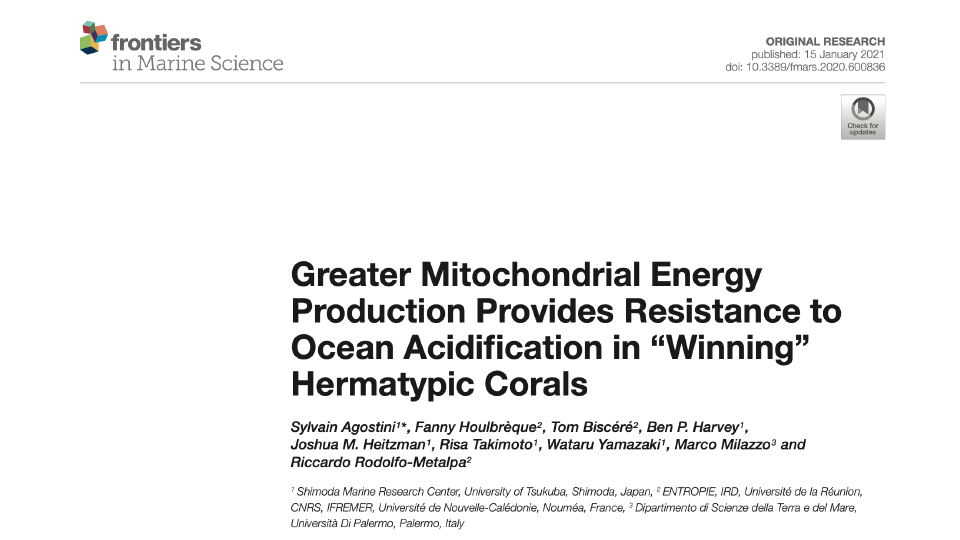 frontiers
in Marine Science
ORIGINAL RESEARCH
published: 15 January 2021
doi: 10.3389/fmars.2020.600836
Check for
updates
Greater Mitochondrial Energy
Production Provides Resistance to
Ocean Acidification in “Winning”
Hermatypic Corals
Sylvain Agostini¹*, Fanny Houlbrèque², Tom Biscéré², Ben P. Harvey¹,
Joshua M. Heitzman¹, Risa Takimoto¹, Wataru Yamazaki¹, Marco Milazzo³ and
Riccardo Rodolfo-Metalpa²
¹ Shimoda Marine Research Center, University of Tsukuba, Shimoda, Japan, ² ENTROPIE, IRD, Université de la Réunion,
CNRS, IFREMER, Université de Nouvelle-Calédonie, Nouméa, France, ³ Dipartimento di Scienze della Terra e del Mare,
Università Di Palermo, Palermo, Italy